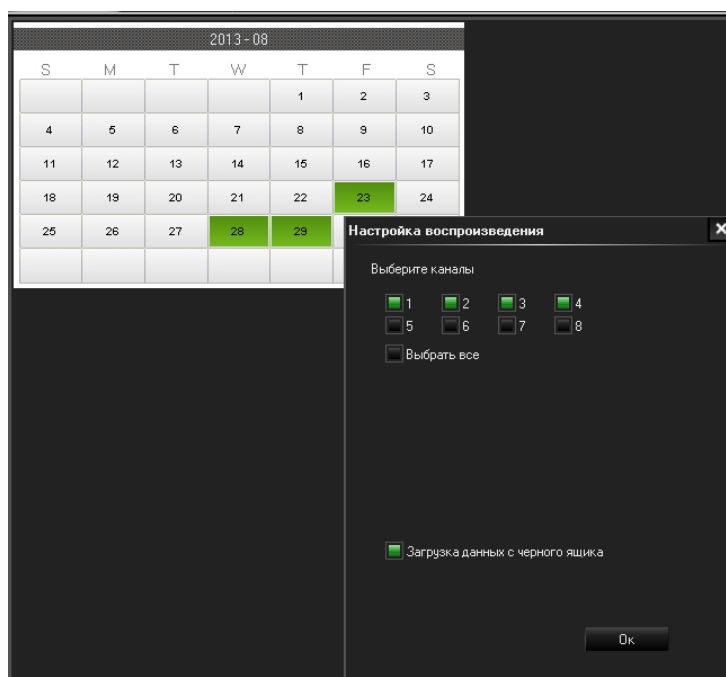 2013-08
S M T W T F S
1 2 3
4 5 6 7 8 9 10
11 12 13 14 15 16 17
18 19 20 21 22 23 24
25 26 27 28 29
Настройка воспроизведения
Выберите каналы
1 2 3 4
5 6 7 8
Выбрать все
Загрузка данных с черного ящика
Ок